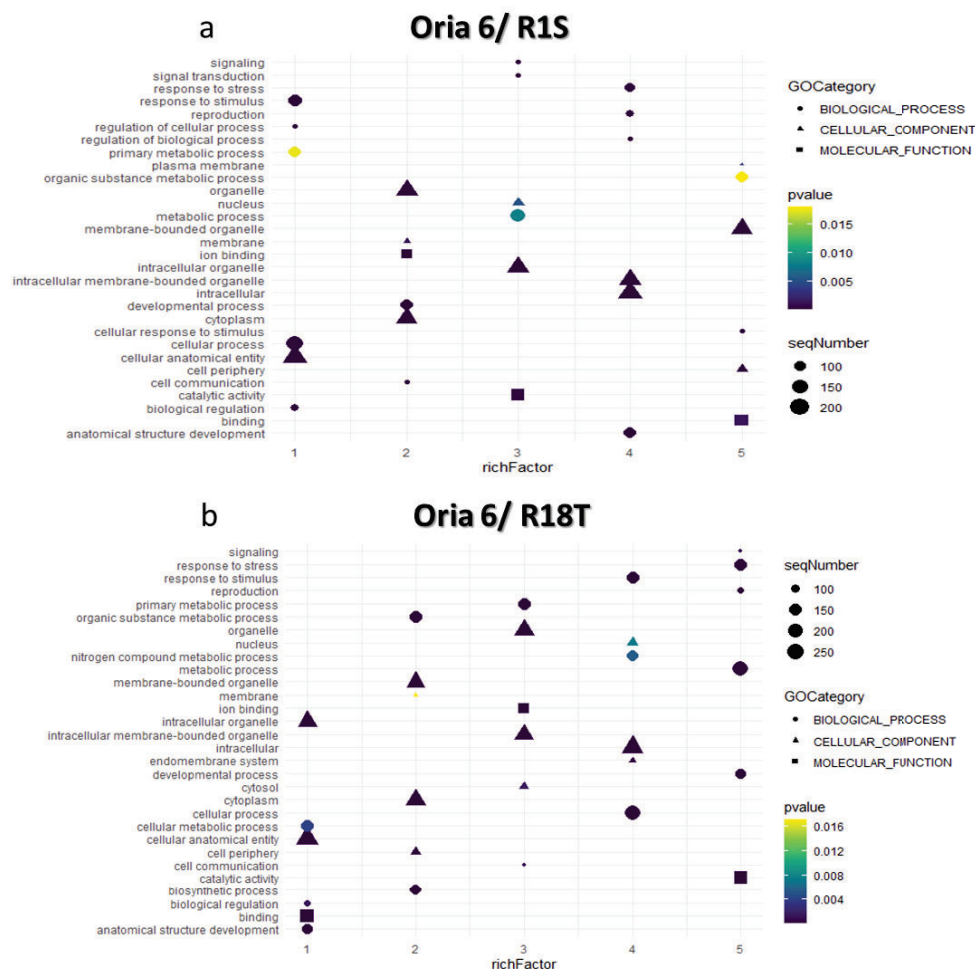 a
Oria 6/ R1S
signaling
signal transduction
response to stress
response to stimulus
reproduction
regulation of cellular process
regulation of biological process
primary metabolic process
plasma membrane
organic substance metabolic process
organelle
nucleus
metabolic process
membrane-bounded organelle
membrane
ion binding
intracellular organelle
intracellular membrane-bounded organelle
intracellular
developmental process
cytoplasm
cellular response to stimulus
cellular process
cellular anatomical entity
cell periphery
cell communication
catalytic activity
biological regulation
binding
anatomical structure development
1 2 3 4 5
richFactor
GOCategory
BIOLOGICAL_PROCESS
CELLULAR_COMPONENT
MOLECULAR_FUNCTION
pvalue
0.015
0.010
0.005
seqNumber
100
150
200
b
Oria 6/ R18T
signaling
response to stress
response to stimulus
reproduction
primary metabolic process
organic substance metabolic process
organelle
nucleus
nitrogen compound metabolic process
metabolic process
membrane-bounded organelle
membrane
ion binding
intracellular organelle
intracellular membrane-bounded organelle
intracellular
endomembrane system
developmental process
cytosol
cytoplasm
cellular process
cellular metabolic process
cellular anatomical entity
cell periphery
cell communication
catalytic activity
biosynthetic process
biological regulation
binding
anatomical structure development
1 2 3 4 5
richFactor
seqNumber
100
150
200
250
GOCategory
BIOLOGICAL_PROCESS
CELLULAR_COMPONENT
MOLECULAR_FUNCTION
pvalue
0.016
0.012
0.008
0.004